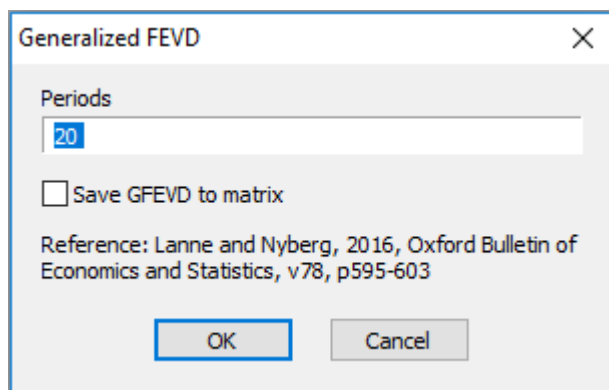 Generalized FEVD
Periods
20
Save GFEVD to matrix
Reference: Lanne and Nyberg, 2016, Oxford Bulletin of
Economics and Statistics, v78, p595-603
OK
Cancel